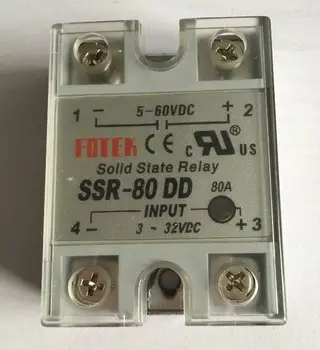 5-60VDC
1 - + 2
FOTEK CE c RU ® US
Solid State Relay
SSR-80 DD 80A
INPUT
4 - + 3
3 ~ 32VDC